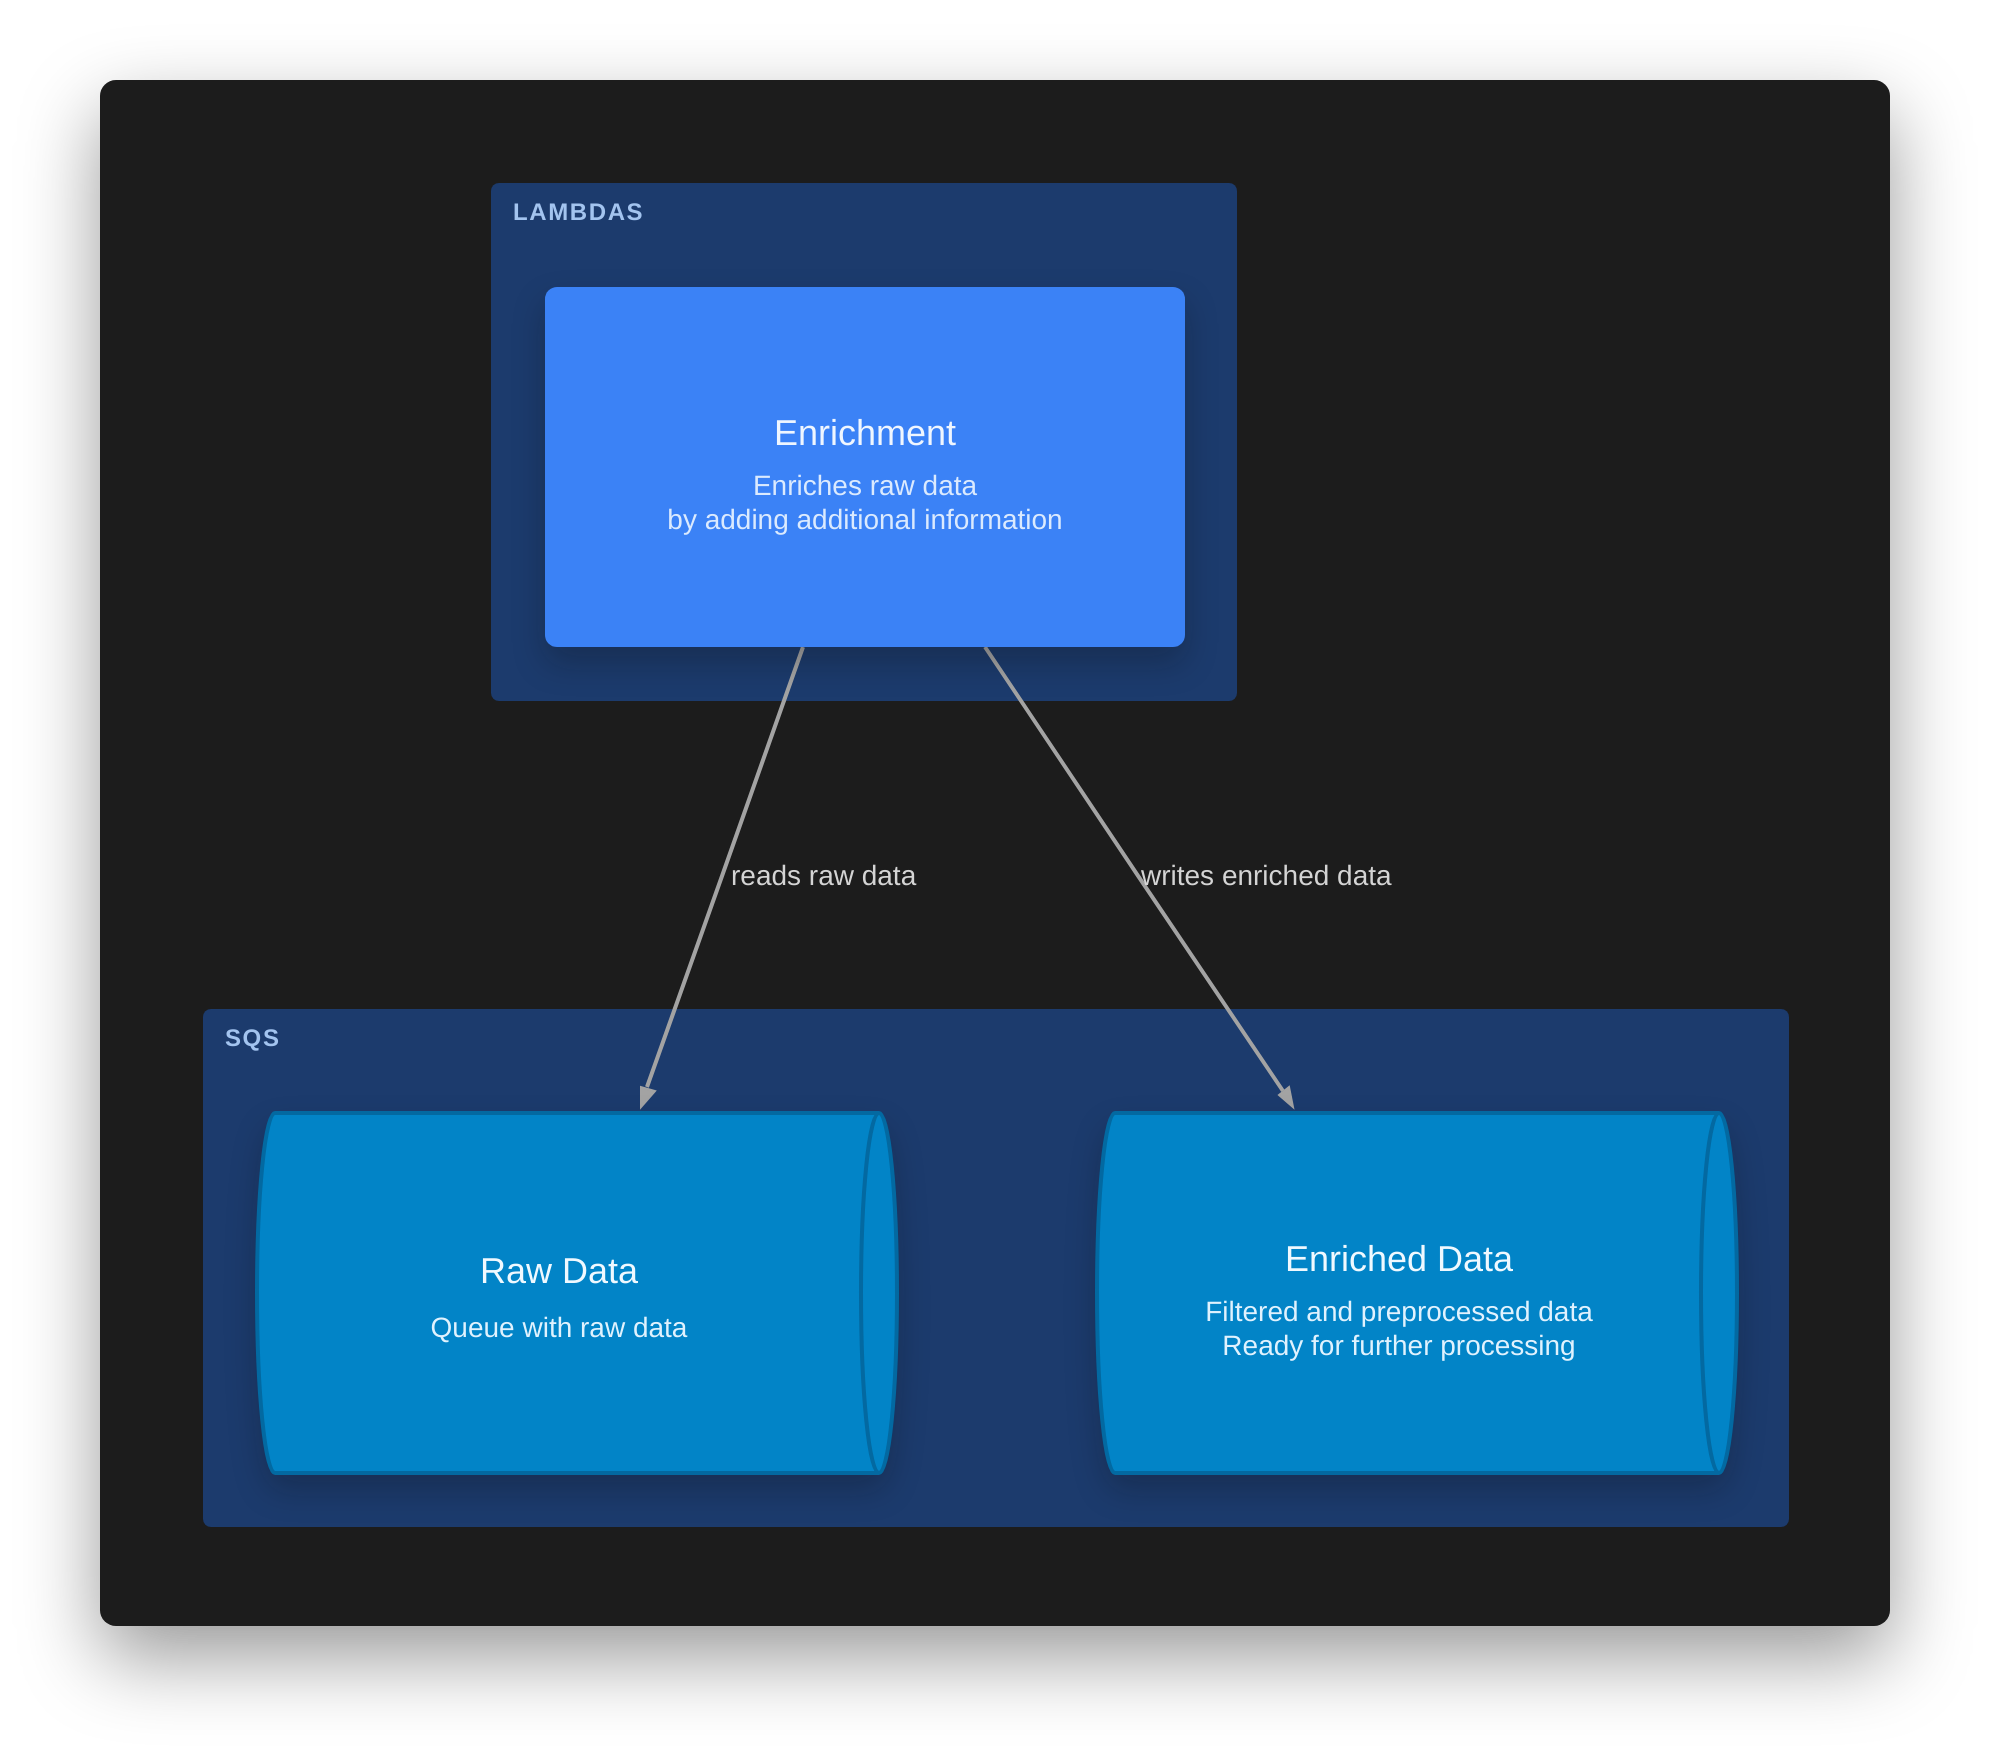 LAMBDAS
Enrichment
Enriches raw data
by adding additional information
reads raw data
writes enriched data
SQS
Raw Data
Queue with raw data
Enriched Data
Filtered and preprocessed data
Ready for further processing